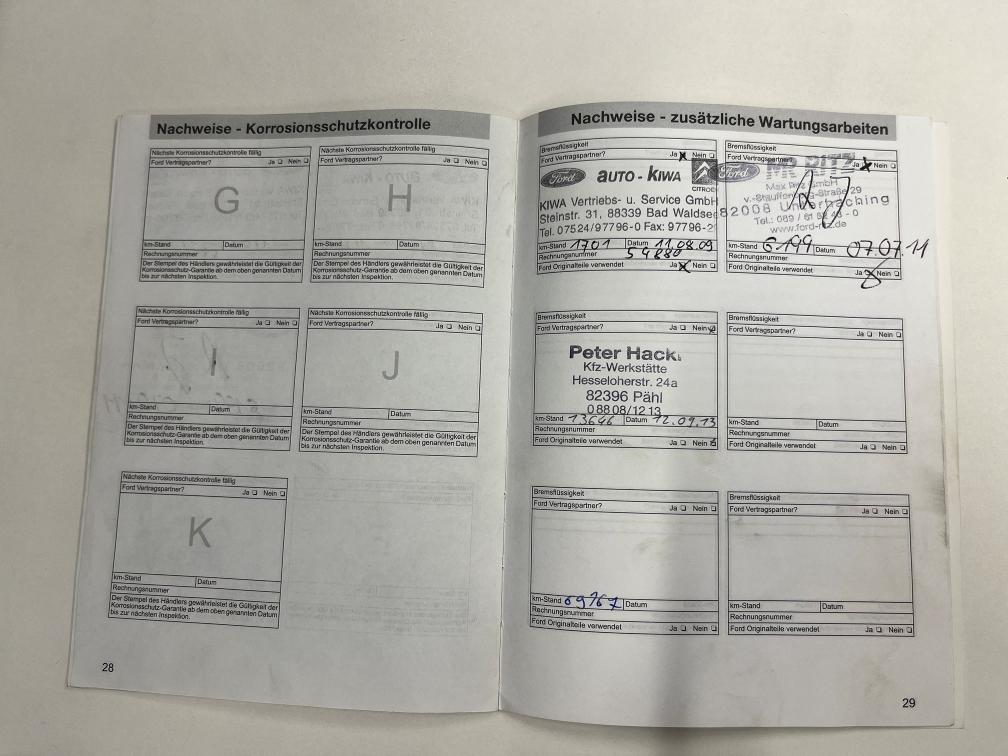 Nachweise - Korrosionsschutzkontrolle
Nächste Korrosionsschutzkontrolle fällig
Ford Vertragspartner? Ja Nein
G
km-Stand Datum
Rechnungsnummer
Der Stempel des Händlers gewährleistet die Gültigkeit der
Korrosionsschutz-Garantie ab dem oben genannten Datum
bis zur nächsten Inspektion.
Nächste Korrosionsschutzkontrolle fällig
Ford Vertragspartner? Ja Nein
H
km-Stand Datum
Rechnungsnummer
Der Stempel des Händlers gewährleistet die Gültigkeit der
Korrosionsschutz-Garantie ab dem oben genannten Datum
bis zur nächsten Inspektion.
Nächste Korrosionsschutzkontrolle fällig
Ford Vertragspartner? Ja Nein
I
km-Stand Datum
Rechnungsnummer
Der Stempel des Händlers gewährleistet die Gültigkeit der
Korrosionsschutz-Garantie ab dem oben genannten Datum
bis zur nächsten Inspektion.
Nächste Korrosionsschutzkontrolle fällig
Ford Vertragspartner? Ja Nein
J
km-Stand Datum
Rechnungsnummer
Der Stempel des Händlers gewährleistet die Gültigkeit der
Korrosionsschutz-Garantie ab dem oben genannten Datum
bis zur nächsten Inspektion.
Nächste Korrosionsschutzkontrolle fällig
Ford Vertragspartner? Ja Nein
K
km-Stand Datum
Rechnungsnummer
Der Stempel des Händlers gewährleistet die Gültigkeit der
Korrosionsschutz-Garantie ab dem oben genannten Datum
bis zur nächsten Inspektion.
28
Nachweise - zusätzliche Wartungsarbeiten
Bremsflüssigkeit
Ford Vertragspartner? Ja Nein
Ford AUTO - KIWA
CITROËN
KIWA Vertriebs- u. Service GmbH
Steinstr. 31, 88339 Bad Waldsee
Tel. 07524/97796-0 Fax: 97796-2
km-Stand 1701 Datum 11.08.09
Rechnungsnummer 54880
Ford Originalteile verwendet Ja Nein
Bremsflüssigkeit
Ford Vertragspartner? Ja Nein
Ford
GmbH
v.-Stauffenberg-Straße 29
82008 Unterhaching
www.ford-
km-Stand 6199 Datum 07.07.11
Rechnungsnummer
Ford Originalteile verwendet Ja Nein
Bremsflüssigkeit
Ford Vertragspartner? Ja Nein
Peter Hack
Kfz-Werkstätte
Hesseloherstr. 24a
82396 Pähl
0 88 08/12 13
km-Stand 13646 Datum 12.09.13
Rechnungsnummer
Ford Originalteile verwendet Ja Nein
Bremsflüssigkeit
Ford Vertragspartner? Ja Nein
km-Stand Datum
Rechnungsnummer
Ford Originalteile verwendet Ja Nein
Bremsflüssigkeit
Ford Vertragspartner? Ja Nein
km-Stand 69767 Datum
Rechnungsnummer
Ford Originalteile verwendet Ja Nein
Bremsflüssigkeit
Ford Vertragspartner? Ja Nein
km-Stand Datum
Rechnungsnummer
Ford Originalteile verwendet Ja Nein
29